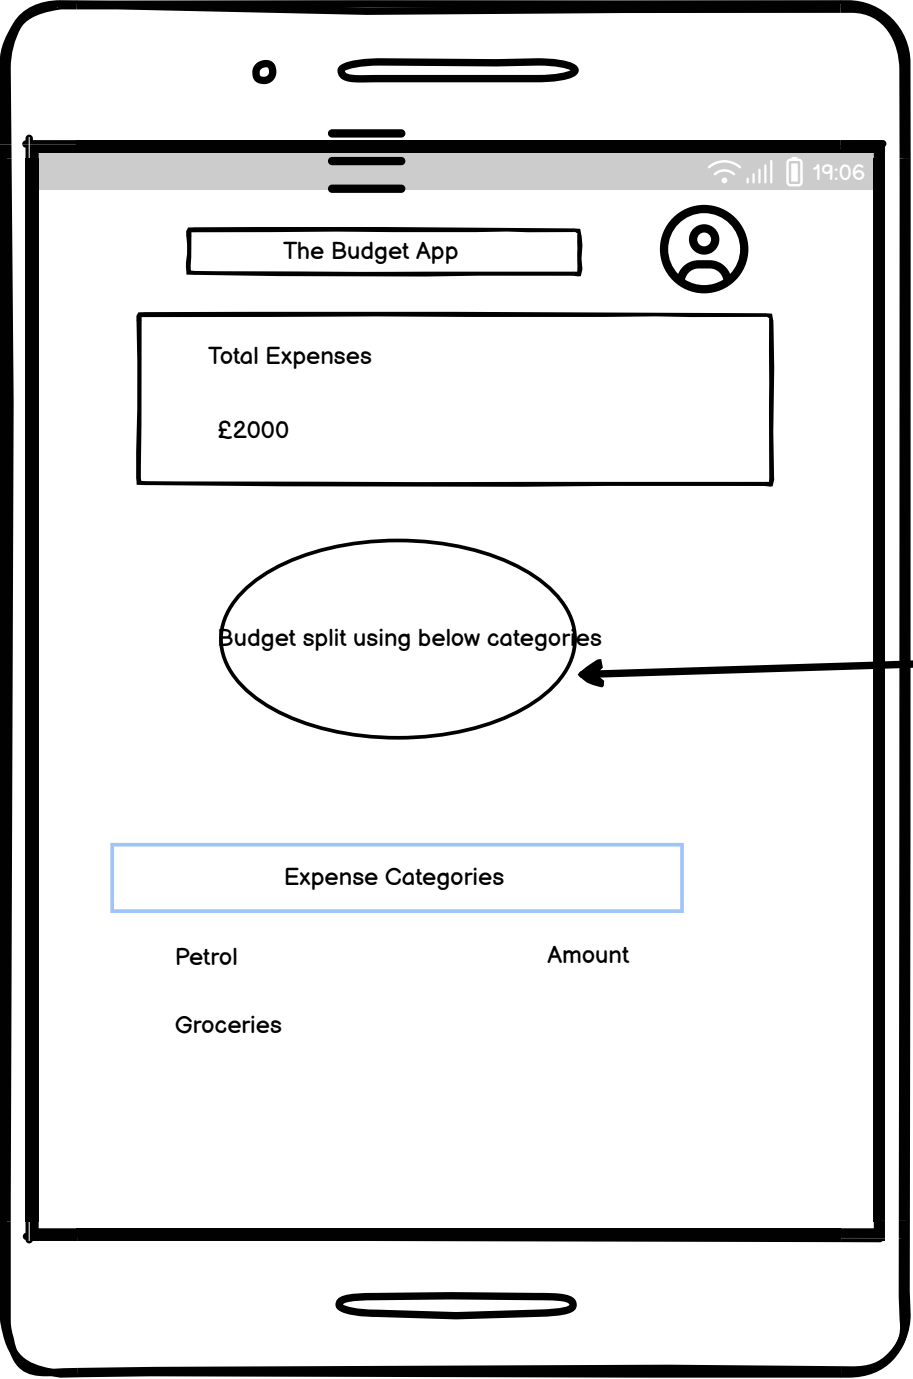 19:06
The Budget App
Total Expenses
£2000
Budget split using below categories
Expense Categories
Petrol
Amount
Groceries